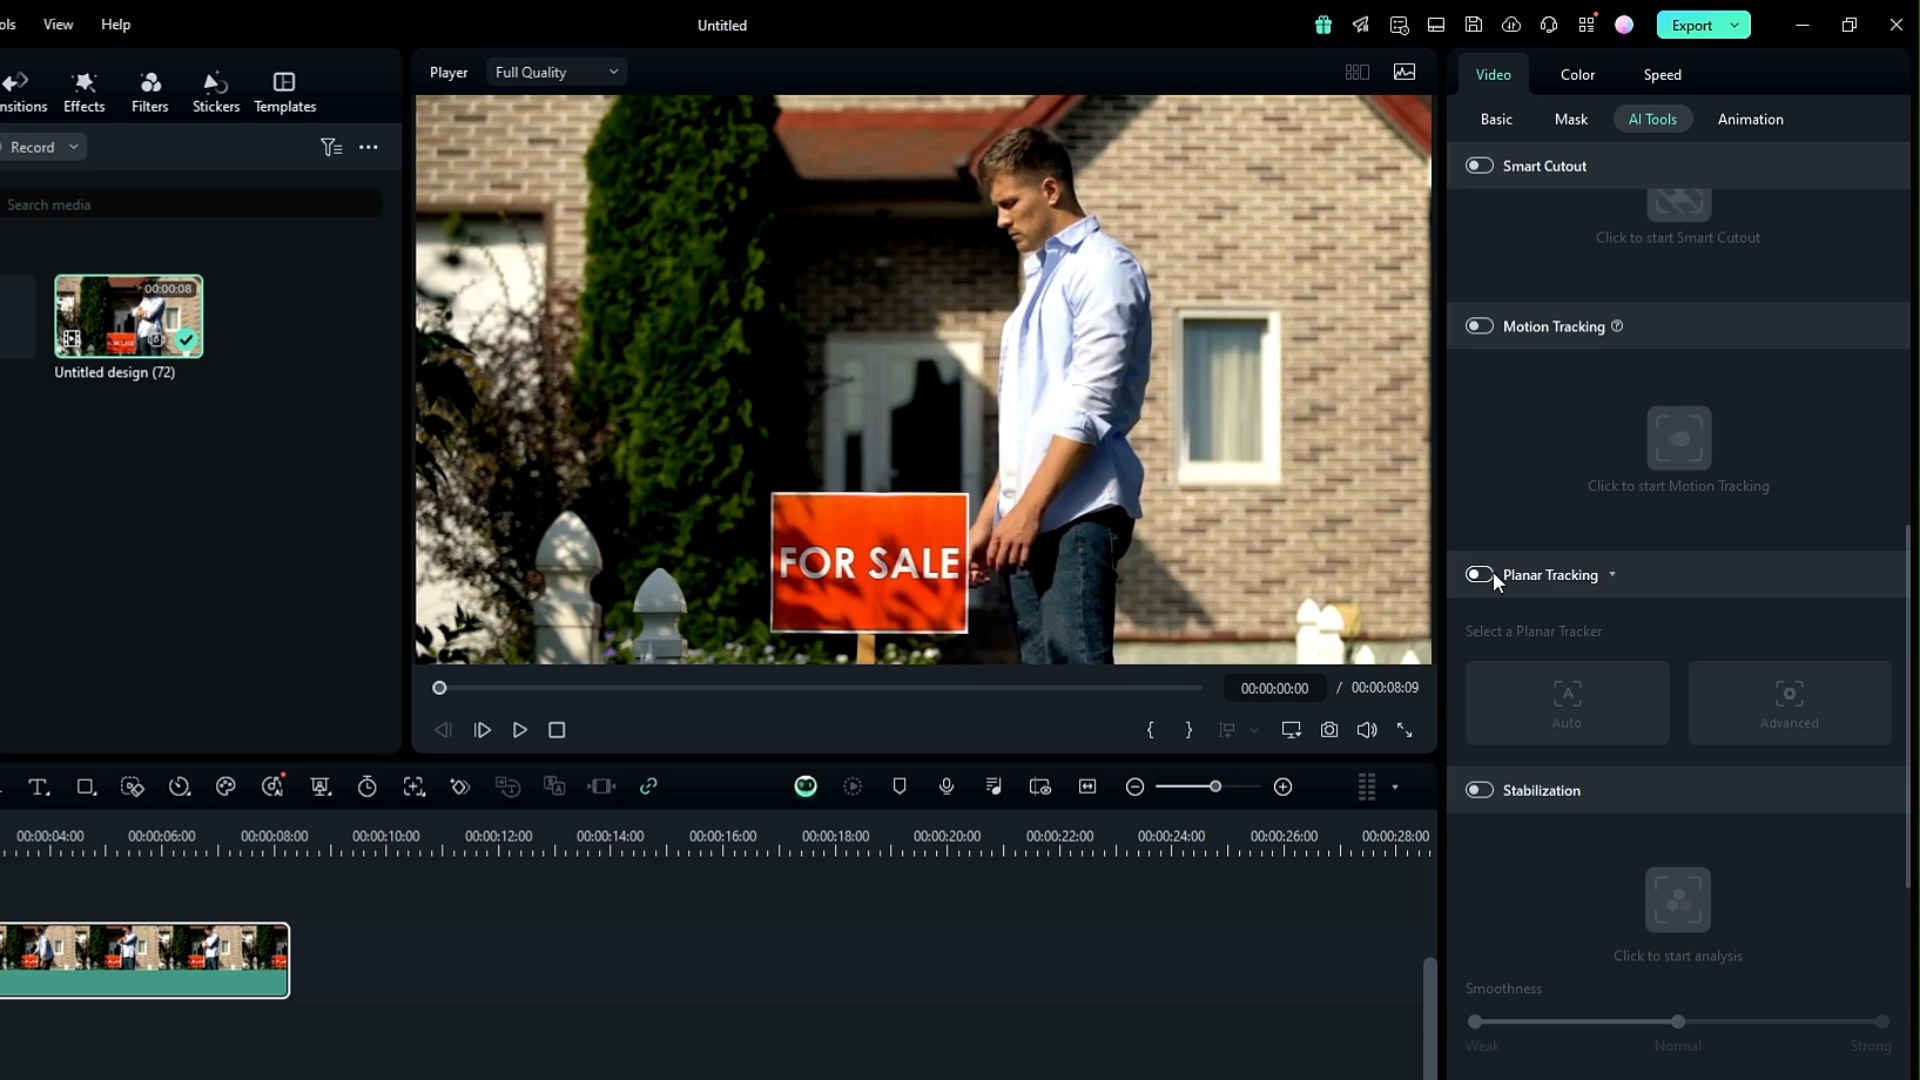 ols View Help
Untitled
Export
nsitions Effects Filters Stickers Templates
Player Full Quality
Video Color Speed
Basic Mask AI Tools Animation
Record
Search media
00:00:08
Untitled design (72)
FOR SALE
Smart Cutout
Click to start Smart Cutout
Motion Tracking
Click to start Motion Tracking
Planar Tracking
Select a Planar Tracker
Auto Advanced
00:00:00:00 / 00:00:08:09
Stabilization
Click to start analysis
Smoothness
Weak Normal Strong
00:00:04:00 00:00:06:00 00:00:08:00 00:00:10:00 00:00:12:00 00:00:14:00 00:00:16:00 00:00:18:00 00:00:20:00 00:00:22:00 00:00:24:00 00:00:26:00 00:00:28:00